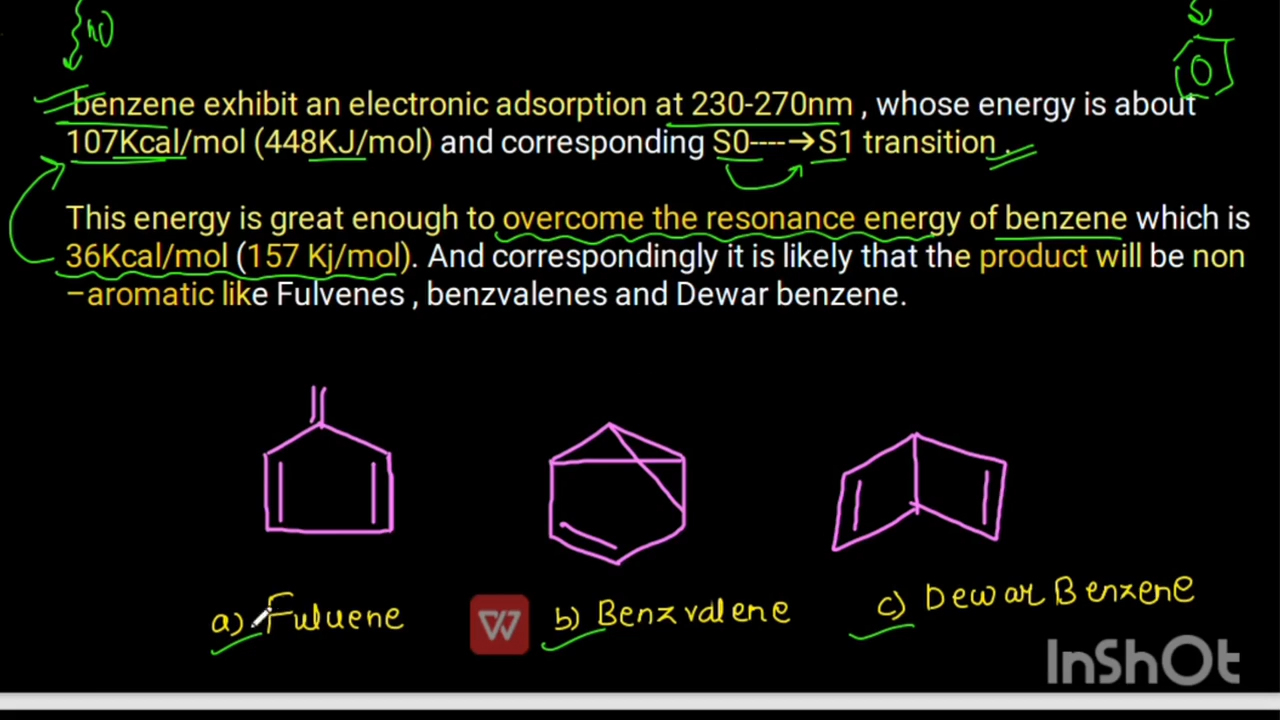 hν
S
benzene exhibit an electronic adsorption at 230-270nm , whose energy is about
107Kcal/mol (448KJ/mol) and corresponding S0----→S1 transition .
This energy is great enough to overcome the resonance energy of benzene which is
36Kcal/mol (157 Kj/mol). And correspondingly it is likely that the product will be non
–aromatic like Fulvenes , benzvalenes and Dewar benzene.
a) Fulvene
b) Benzvalene
c) Dewar Benzene
W
InShOt